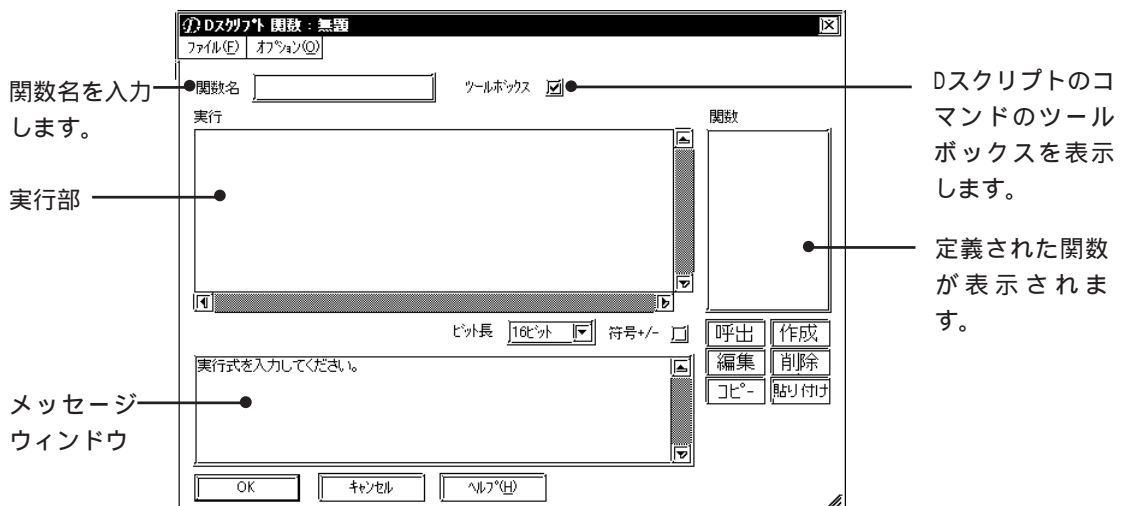 Dスクリプト 関数：無題
ファイル(F) オプション(O)
関数名を入力
します。
関数名
ツールボックス
Dスクリプトのコ
マンドのツール
ボックスを表示
します。
実行
関数
実行部
定義された関数
が表示されま
す。
ビット長 16ビット 符号+/-
呼出 作成
編集 削除
コピー 貼り付け
実行式を入力してください。
メッセージ
ウィンドウ
OK キャンセル ヘルプ(H)